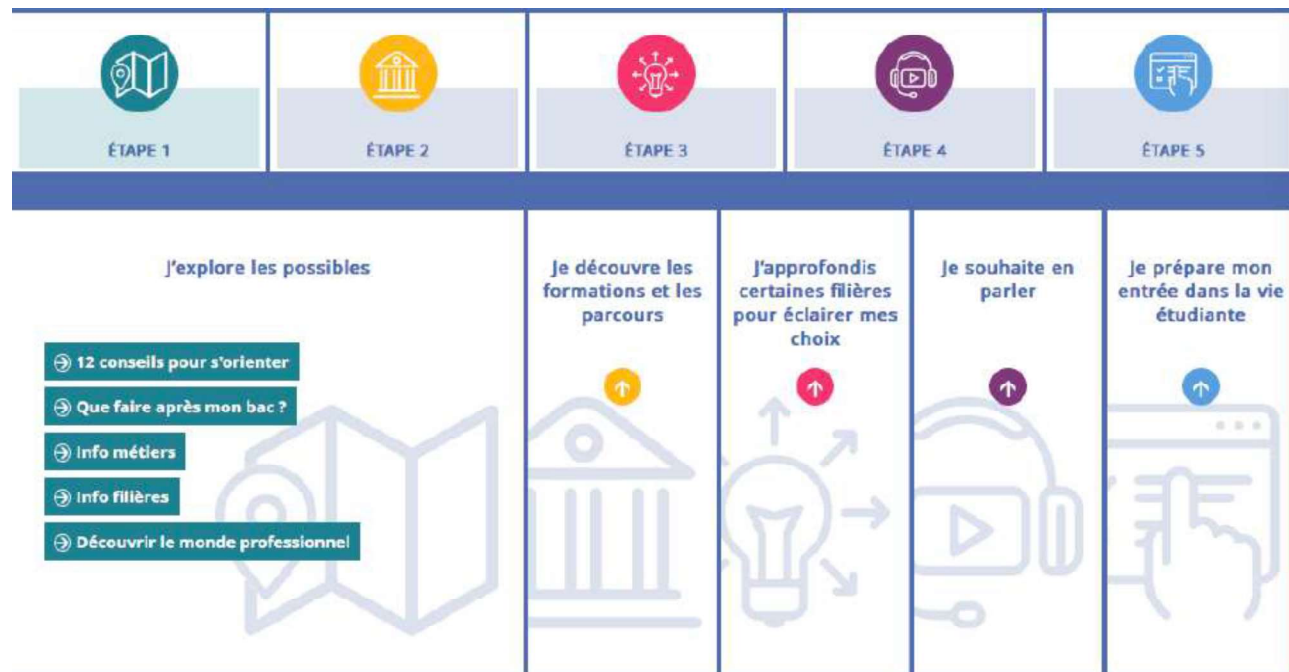 ÉTAPE 1
ÉTAPE 2
ÉTAPE 3
ÉTAPE 4
ÉTAPE 5
J'explore les possibles
12 conseils pour s'orienter
Que faire après mon bac ?
Info métiers
Info filières
Découvrir le monde professionnel
Je découvre les
formations et les
parcours
J'approfondis
certaines filières
pour éclairer mes
choix
Je souhaite en
parler
Je prépare mon
entrée dans la vie
étudiante